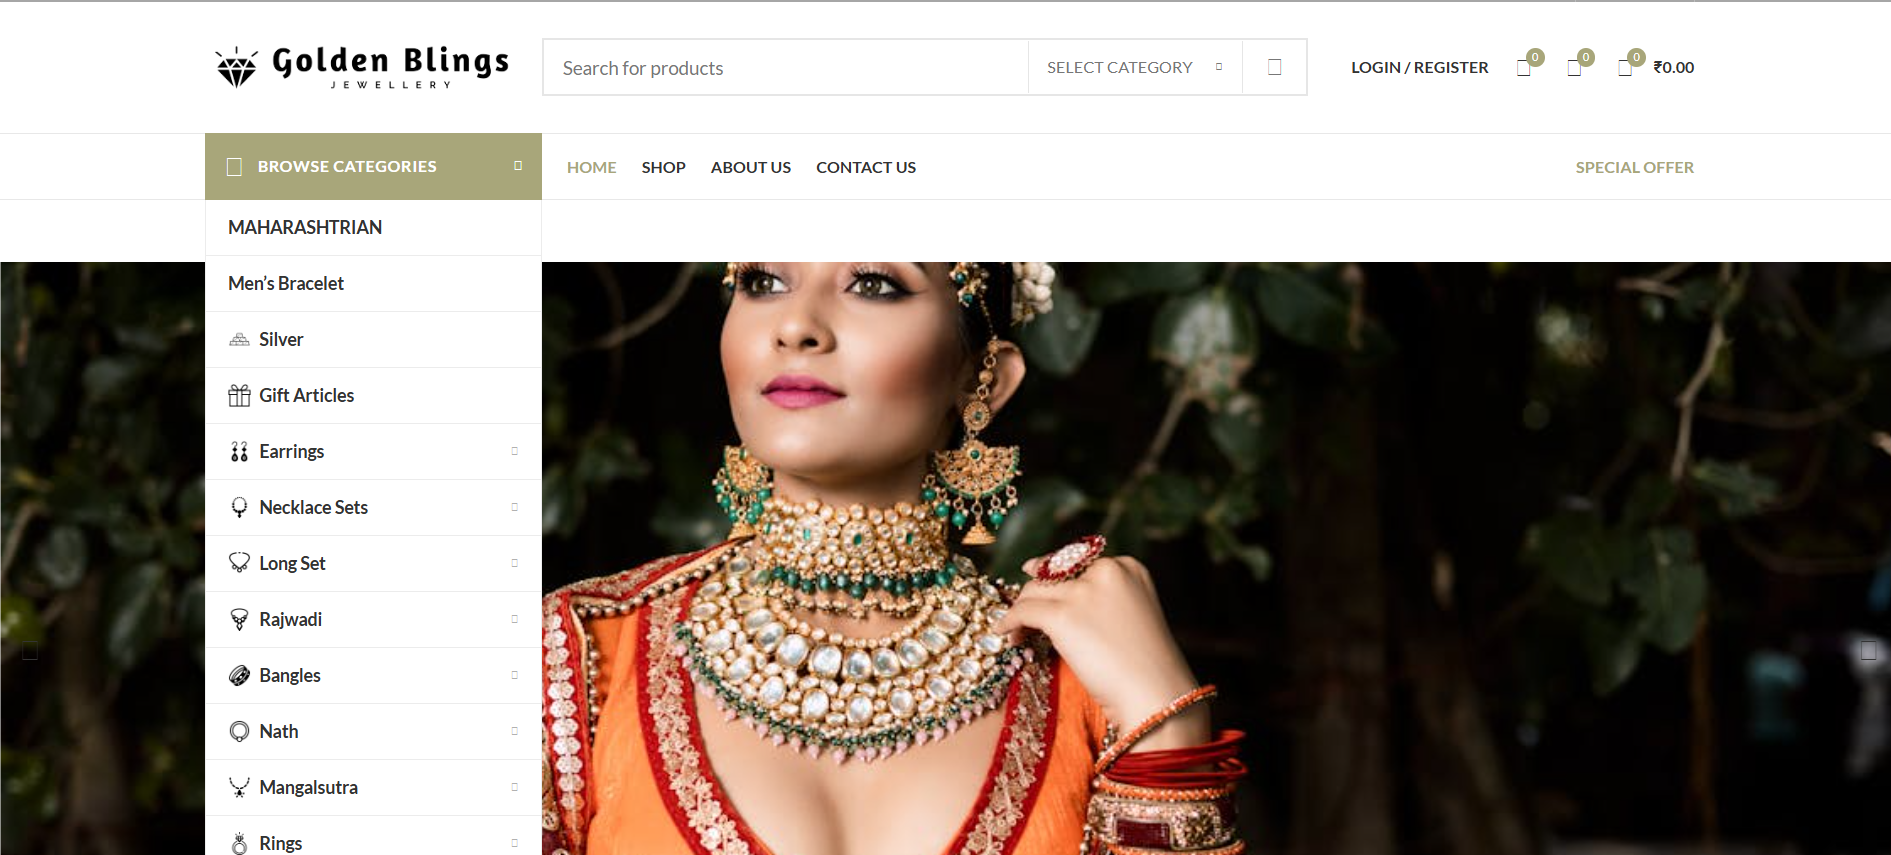 Golden Blings
JEWELLERY
Search for products
SELECT CATEGORY
LOGIN / REGISTER
0
0
0
₹0.00
BROWSE CATEGORIES
HOME
SHOP
ABOUT US
CONTACT US
SPECIAL OFFER
MAHARASHTRIAN
Men’s Bracelet
Silver
Gift Articles
Earrings
Necklace Sets
Long Set
Rajwadi
Bangles
Nath
Mangalsutra
Rings